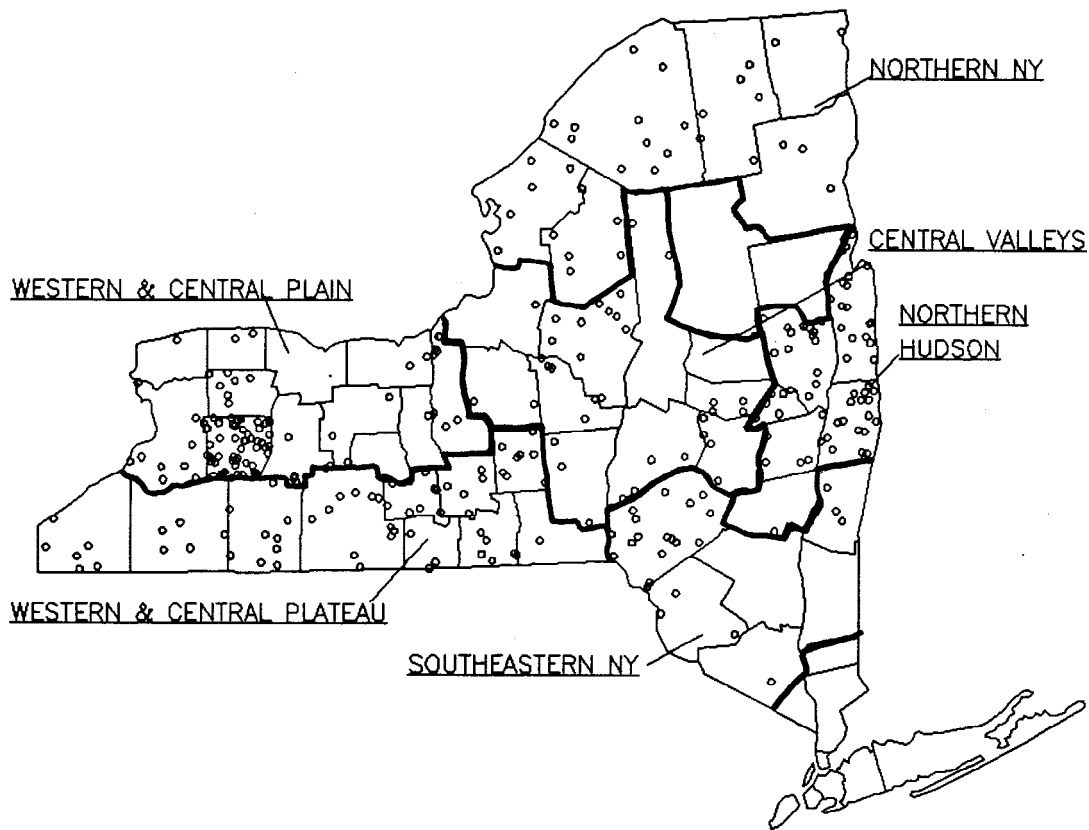 NORTHERN NY
CENTRAL VALLEYS
WESTERN & CENTRAL PLAIN
NORTHERN
HUDSON
WESTERN & CENTRAL PLATEAU
SOUTHEASTERN NY